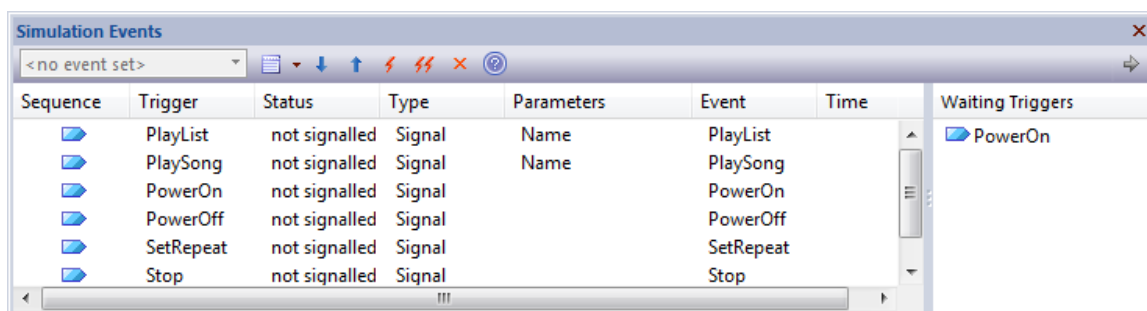 Simulation Events
<no event set>
Sequence Trigger Status Type Parameters Event Time Waiting Triggers
PlayList not signalled Signal Name PlayList PowerOn
PlaySong not signalled Signal Name PlaySong
PowerOn not signalled Signal PowerOn
PowerOff not signalled Signal PowerOff
SetRepeat not signalled Signal SetRepeat
Stop not signalled Signal Stop